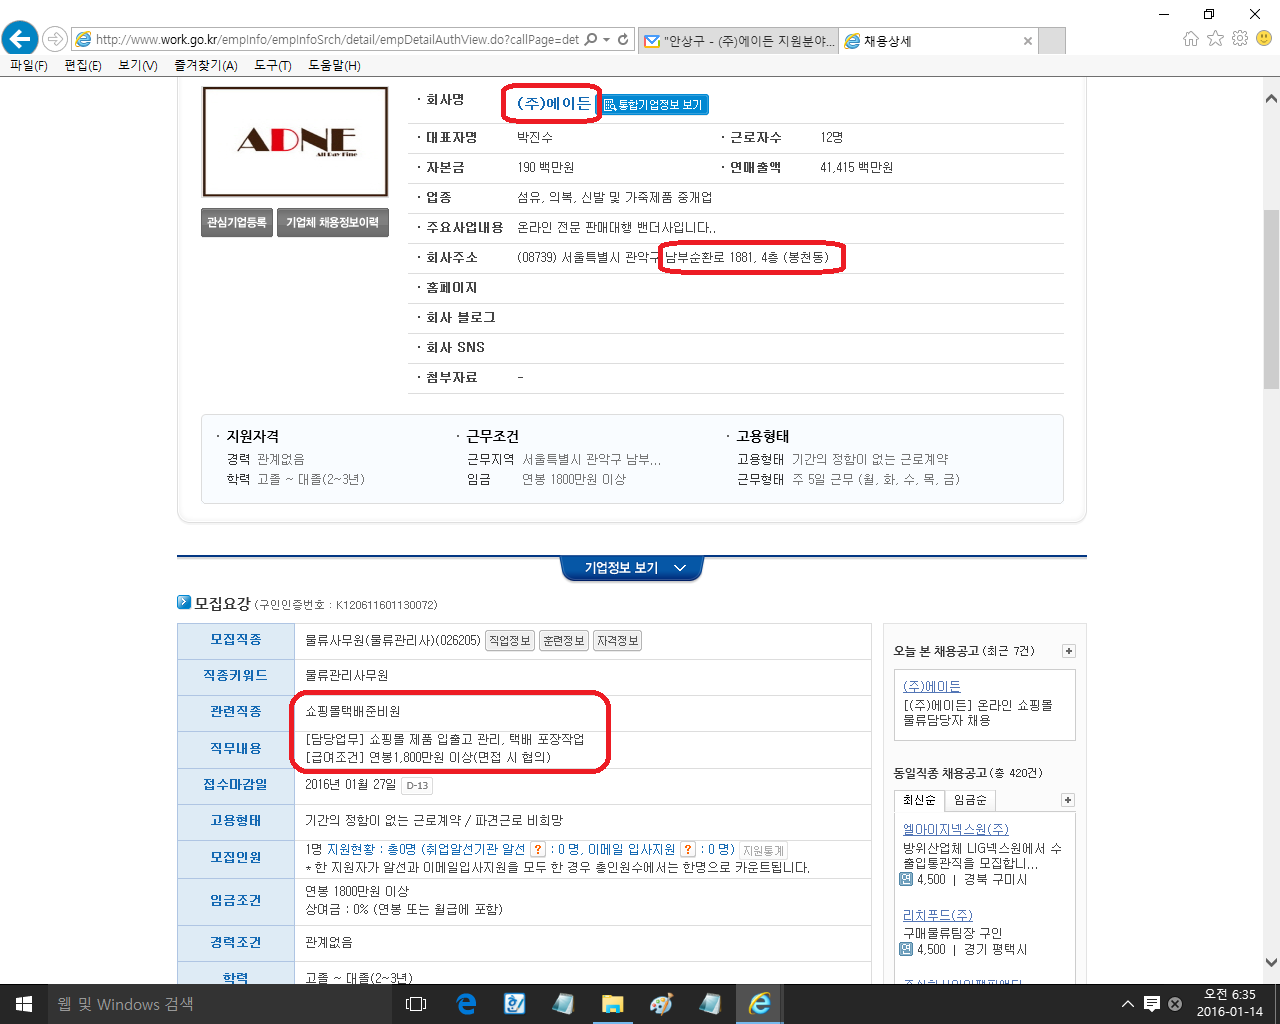 http://www.work.go.kr/empInfo/empInfoSrch/detail/empDetailAuthView.do?callPage=det
"안상구 - (주)에이든 지원분야...
채용상세
파일(F) 편집(E) 보기(V) 즐겨찾기(A) 도구(T) 도움말(H)
ADNE
All Day Fine
관심기업등록 기업체 채용정보이력
· 회사명 (주)에이든 통합기업정보 보기
· 대표자명 박진수 · 근로자수 12명
· 자본금 190 백만원 · 연매출액 41,415 백만원
· 업종 섬유, 의복, 신발 및 가죽제품 중개업
· 주요사업내용 온라인 전문 판매대행 밴더사입니다..
· 회사주소 (08739) 서울특별시 관악구 남부순환로 1881, 4층 (봉천동)
· 홈페이지
· 회사 블로그
· 회사 SNS
· 첨부자료 -
· 지원자격 · 근무조건 · 고용형태
경력 관계없음 근무지역 서울특별시 관악구 남부... 고용형태 기간의 정함이 없는 근로계약
학력 고졸 ~ 대졸(2~3년) 임금 연봉 1800만원 이상 근무형태 주 5일 근무 (월, 화, 수, 목, 금)
기업정보 보기
모집요강 (구인인증번호 : K120611601130072)
모집직종 물류사무원(물류관리사)(026205) 직업정보 훈련정보 자격정보
직종키워드 물류관리사무원
관련직종 쇼핑몰택배준비원
직무내용 [담당업무] 쇼핑몰 제품 입출고 관리, 택배 포장작업
[급여조건] 연봉1,800만원 이상(면접 시 협의)
접수마감일 2016년 01월 27일 D-13
고용형태 기간의 정함이 없는 근로계약 / 파견근로 비희망
모집인원 1명 지원현황 : 총0명 (취업알선기관 알선 ? : 0 명, 이메일 입사지원 ? : 0 명) 지원통계
* 한 지원자가 알선과 이메일입사지원을 모두 한 경우 총인원수에서는 한명으로 카운트됩니다.
임금조건 연봉 1800만원 이상
상여금 : 0% (연봉 또는 월급에 포함)
경력조건 관계없음
학력 고졸 ~ 대졸(2~3년)
오늘 본 채용공고 (최근 7건)
(주)에이든
[(주)에이든] 온라인 쇼핑몰
물류담당자 채용
동일직종 채용공고 (총 420건)
최신순 임금순
엘아이지넥스원(주)
방위산업체 LIG넥스원에서 수
출입통관직을 모집합니...
연 4,500 | 경북 구미시
리치푸드(주)
구매물류팀장 구인
연 4,500 | 경기 평택시
웹 및 Windows 검색
오전 6:35
2016-01-14